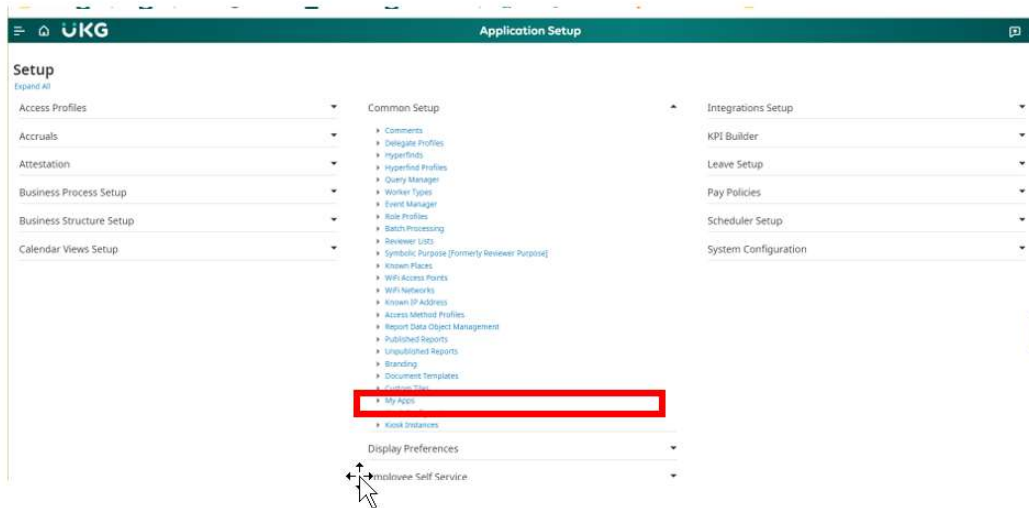 UKG
Application Setup
Setup
Expand All
Access Profiles
Accruals
Attestation
Business Process Setup
Business Structure Setup
Calendar Views Setup
Common Setup
Comments
Delegate Profiles
Hyperfinds
Hyperfind Profiles
Query Manager
Worker Types
Event Manager
Role Profiles
Batch Processing
Reviewer Lists
Symbolic Purpose [Formerly Reviewer Purpose]
Known Places
WiFi Access Points
WiFi Networks
Known IP Address
Access Method Profiles
Report Data Object Management
Published Reports
Unpublished Reports
Branding
Document Templates
Custom Tiles
My Apps
Kiosk Instances
Display Preferences
Employee Self Service
Integrations Setup
KPI Builder
Leave Setup
Pay Policies
Scheduler Setup
System Configuration